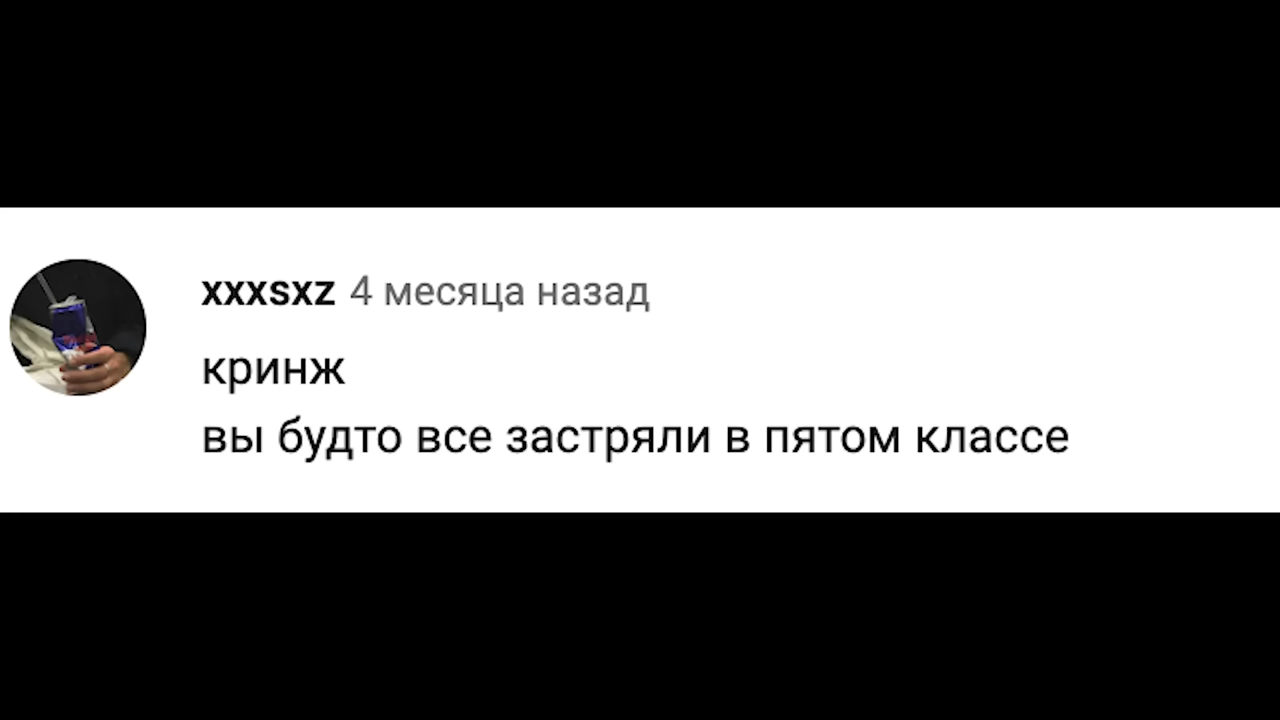 xxxsxz 4 месяца назад
кринж
вы будто все застряли в пятом классе